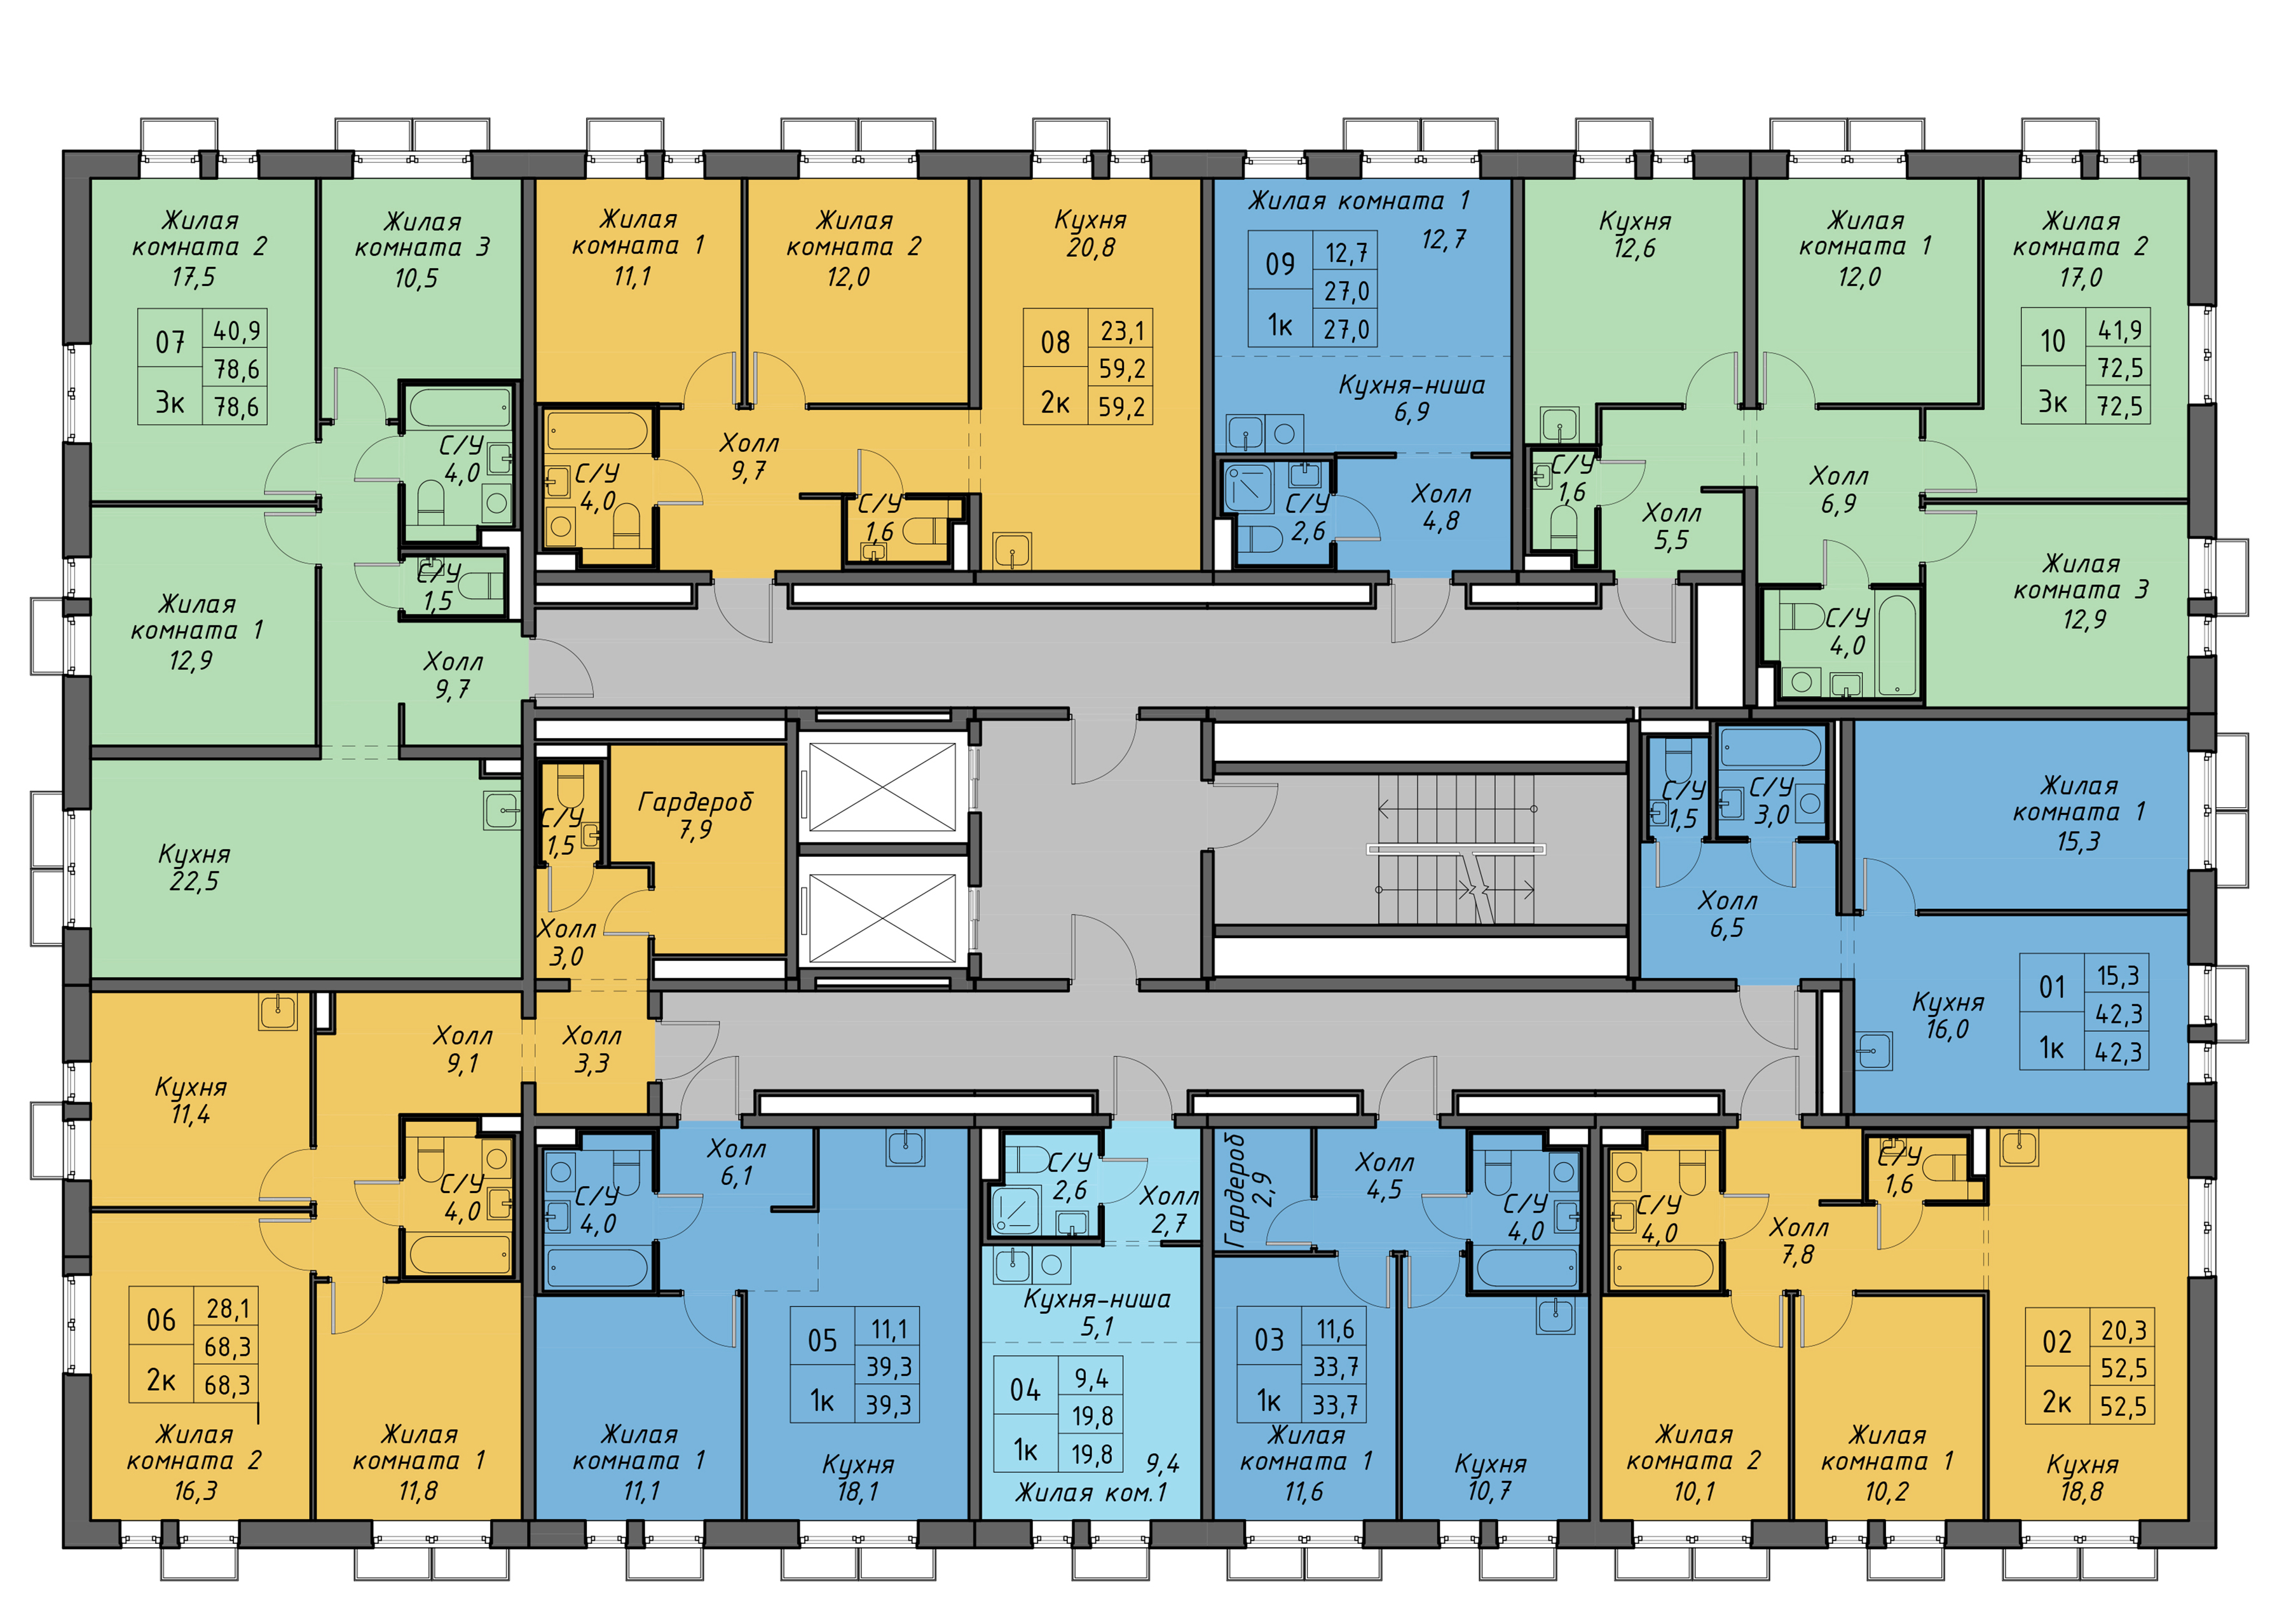 Жилая
комната 2
17,5
07
40,9
78,6
3к
78,6
Жилая
комната 3
10,5
С/У
4,0
С/У
1,5
Жилая
комната 1
12,9
Холл
9,7
Кухня
22,5
Жилая
комната 1
11,1
Жилая
комната 2
12,0
Кухня
20,8
08
23,1
59,2
2к
59,2
Холл
9,7
С/У
4,0
С/У
1,6
Жилая комната 1
12,7
09
12,7
27,0
1к
27,0
Кухня-ниша
6,9
С/У
2,6
Холл
4,8
Кухня
12,6
Жилая
комната 1
12,0
Жилая
комната 2
17,0
10
41,9
72,5
3к
72,5
С/У
1,6
Холл
5,5
Холл
6,9
Жилая
комната 3
12,9
С/У
4,0
С/У
1,5
Гардероб
7,9
Холл
3,0
Холл
3,3
С/У
1,5
С/У
3,0
Жилая
комната 1
15,3
Холл
6,5
Кухня
16,0
01
15,3
42,3
1к
42,3
Кухня
11,4
Холл
9,1
С/У
4,0
06
28,1
68,3
2к
68,3
Жилая
комната 2
16,3
Жилая
комната 1
11,8
Холл
6,1
С/У
4,0
05
11,1
39,3
1к
39,3
Жилая
комната 1
11,1
Кухня
18,1
С/У
2,6
Холл
2,7
Кухня-ниша
5,1
04
9,4
19,8
1к
19,8
9,4
Жилая ком.1
Гардероб
2,9
Холл
4,5
С/У
4,0
03
11,6
33,7
1к
33,7
Жилая
комната 1
11,6
Кухня
10,7
С/У
4,0
С/У
1,6
Холл
7,8
02
20,3
52,5
2к
52,5
Жилая
комната 2
10,1
Жилая
комната 1
10,2
Кухня
18,8